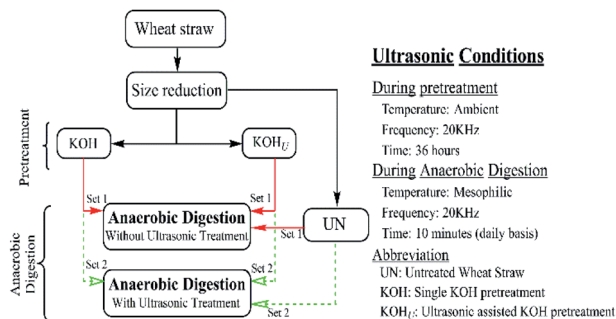 Wheat straw
Size reduction
Pretreatment
KOH
KOHU
Set 1
Set 1
Anaerobic Digestion
Without Ultrasonic Treatment
Set 1
UN
Anaerobic
Digestion
Set 2
Set 2
Anaerobic Digestion
With Ultrasonic Treatment
Set 2
Ultrasonic Conditions
During pretreatment
Temperature: Ambient
Frequency: 20KHz
Time: 36 hours
During Anaerobic Digestion
Temperature: Mesophilic
Frequency: 20KHz
Time: 10 minutes (daily basis)
Abbreviation
UN: Untreated Wheat Straw
KOH: Single KOH pretreatment
KOHU: Ultrasonic assisted KOH pretreatment